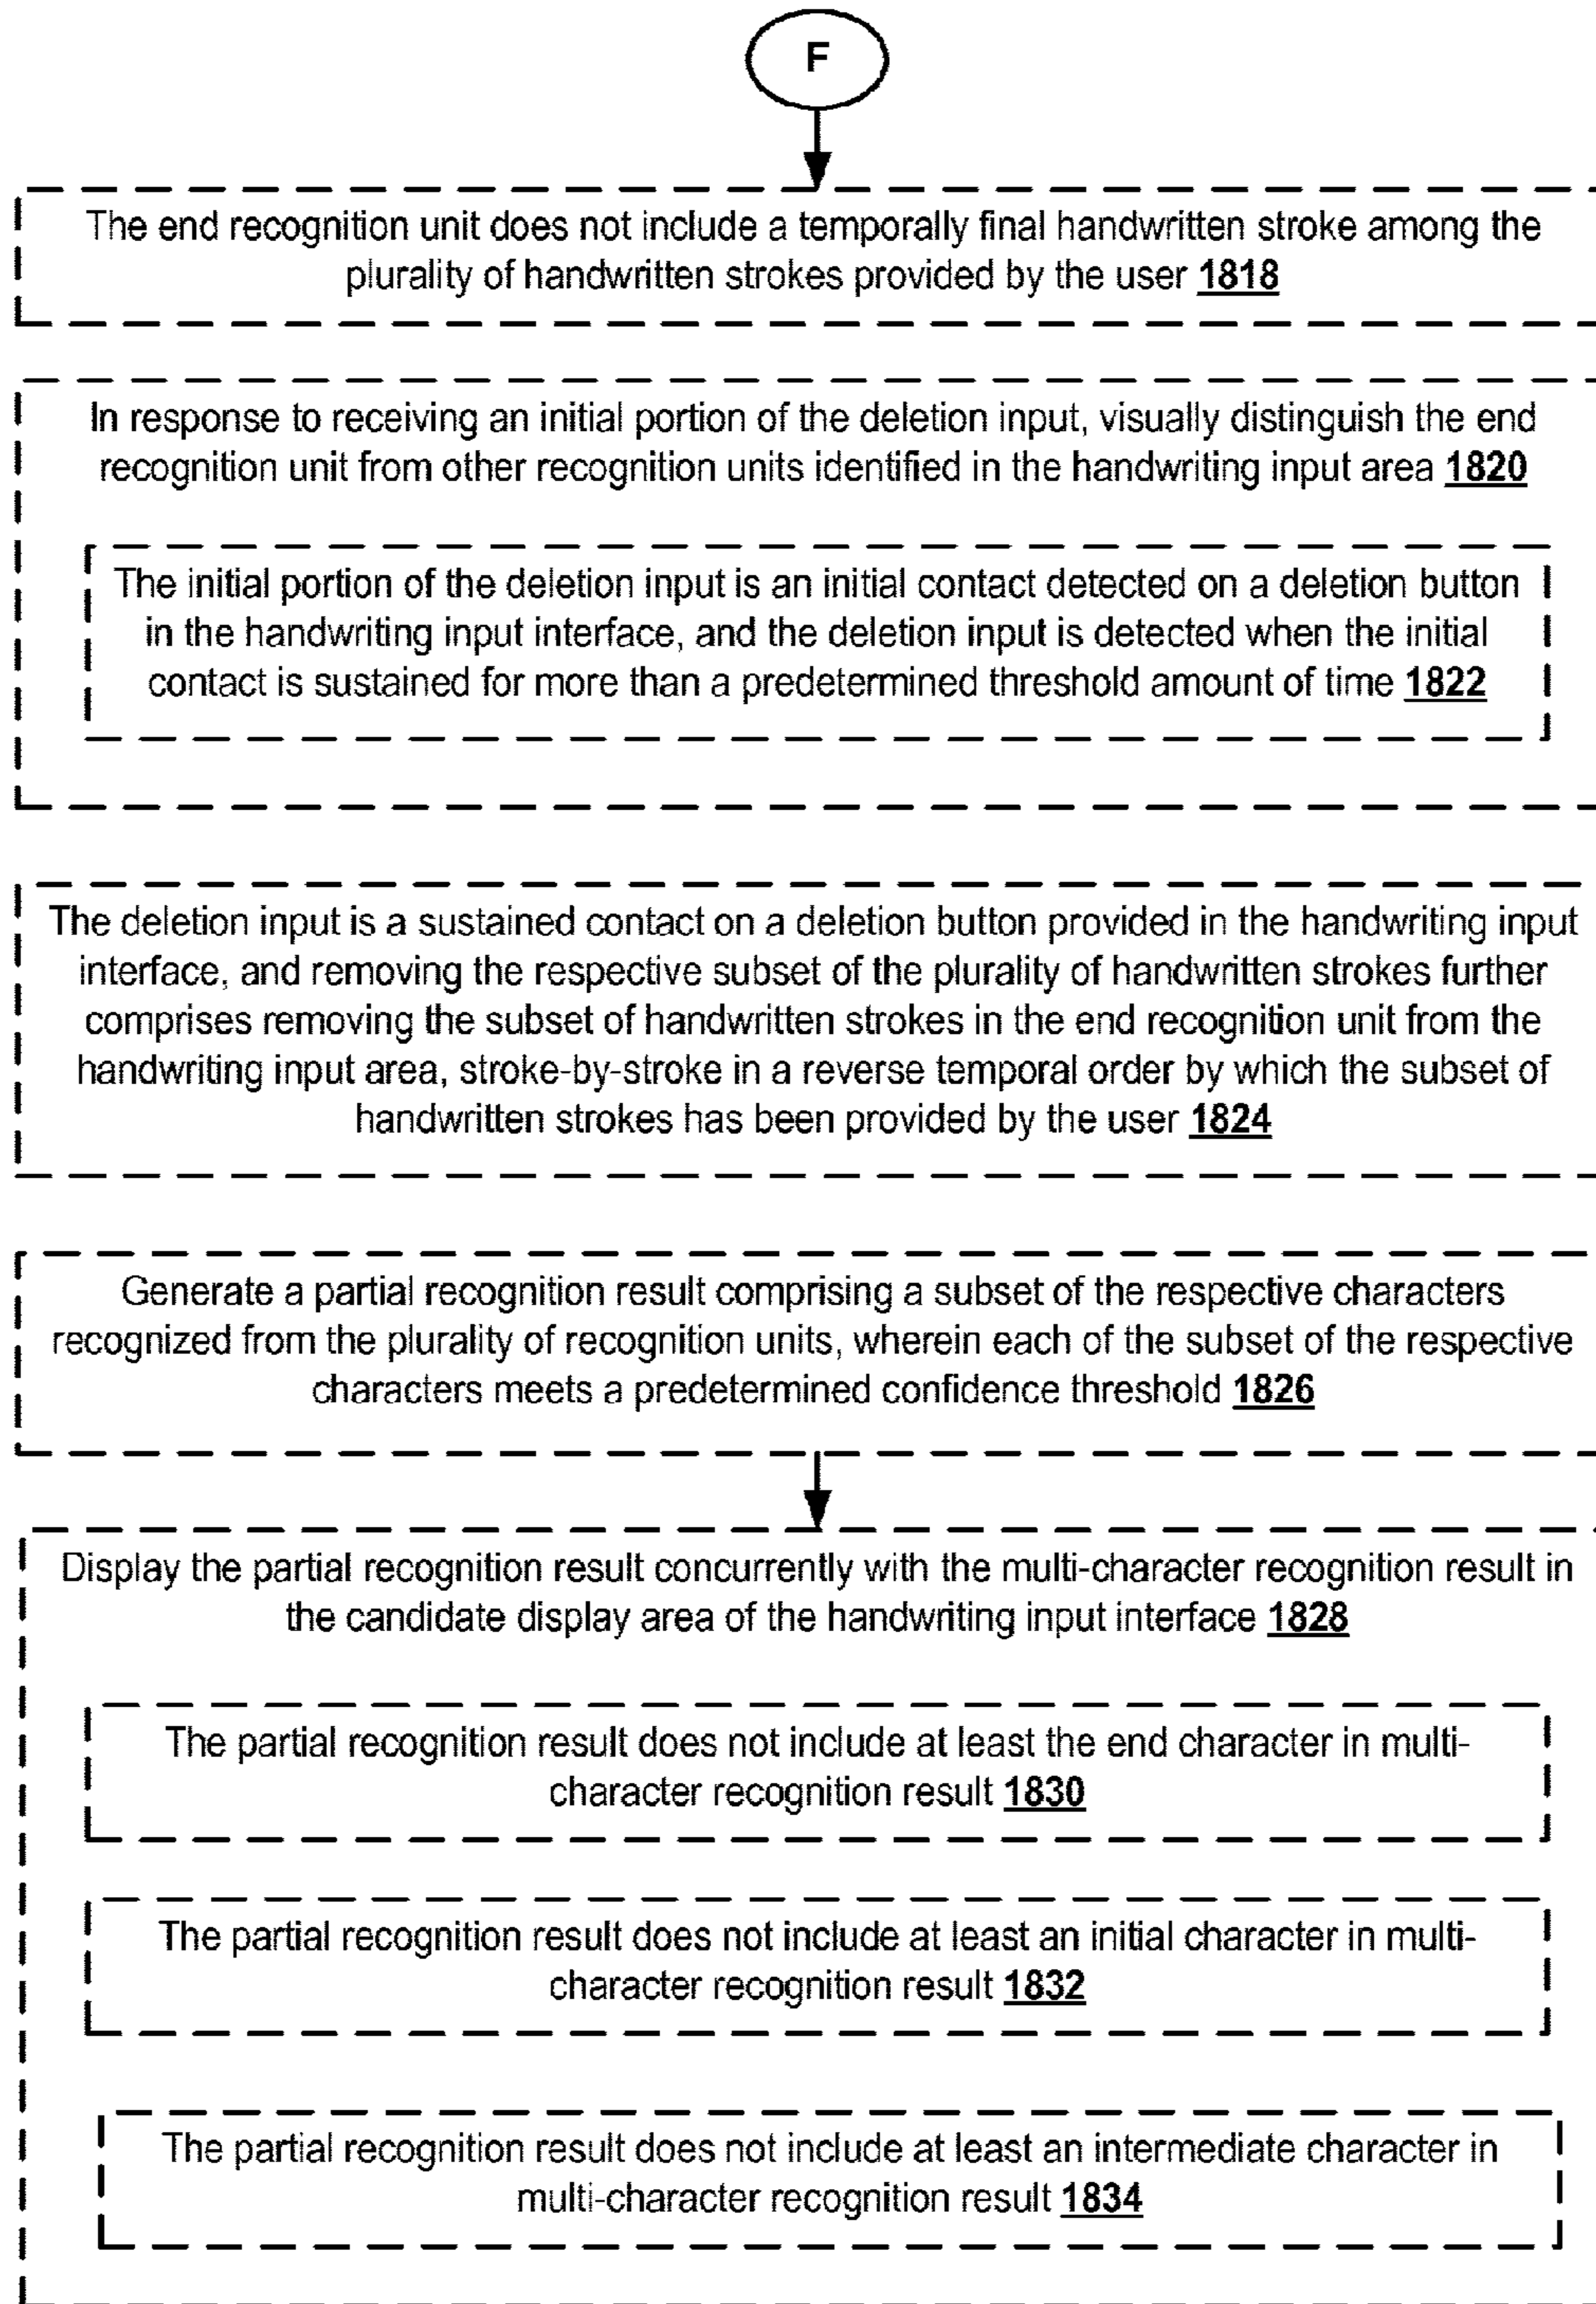 F
The end recognition unit does not include a temporally final handwritten stroke among the
plurality of handwritten strokes provided by the user 1818
In response to receiving an initial portion of the deletion input, visually distinguish the end
recognition unit from other recognition units identified in the handwriting input area 1820
The initial portion of the deletion input is an initial contact detected on a deletion button
in the handwriting input interface, and the deletion input is detected when the initial
contact is sustained for more than a predetermined threshold amount of time 1822
The deletion input is a sustained contact on a deletion button provided in the handwriting input
interface, and removing the respective subset of the plurality of handwritten strokes further
comprises removing the subset of handwritten strokes in the end recognition unit from the
handwriting input area, stroke-by-stroke in a reverse temporal order by which the subset of
handwritten strokes has been provided by the user 1824
Generate a partial recognition result comprising a subset of the respective characters
recognized from the plurality of recognition units, wherein each of the subset of the respective
characters meets a predetermined confidence threshold 1826
Display the partial recognition result concurrently with the multi-character recognition result in
the candidate display area of the handwriting input interface 1828
The partial recognition result does not include at least the end character in multi-
character recognition result 1830
The partial recognition result does not include at least an initial character in multi-
character recognition result 1832
The partial recognition result does not include at least an intermediate character in
multi-character recognition result 1834